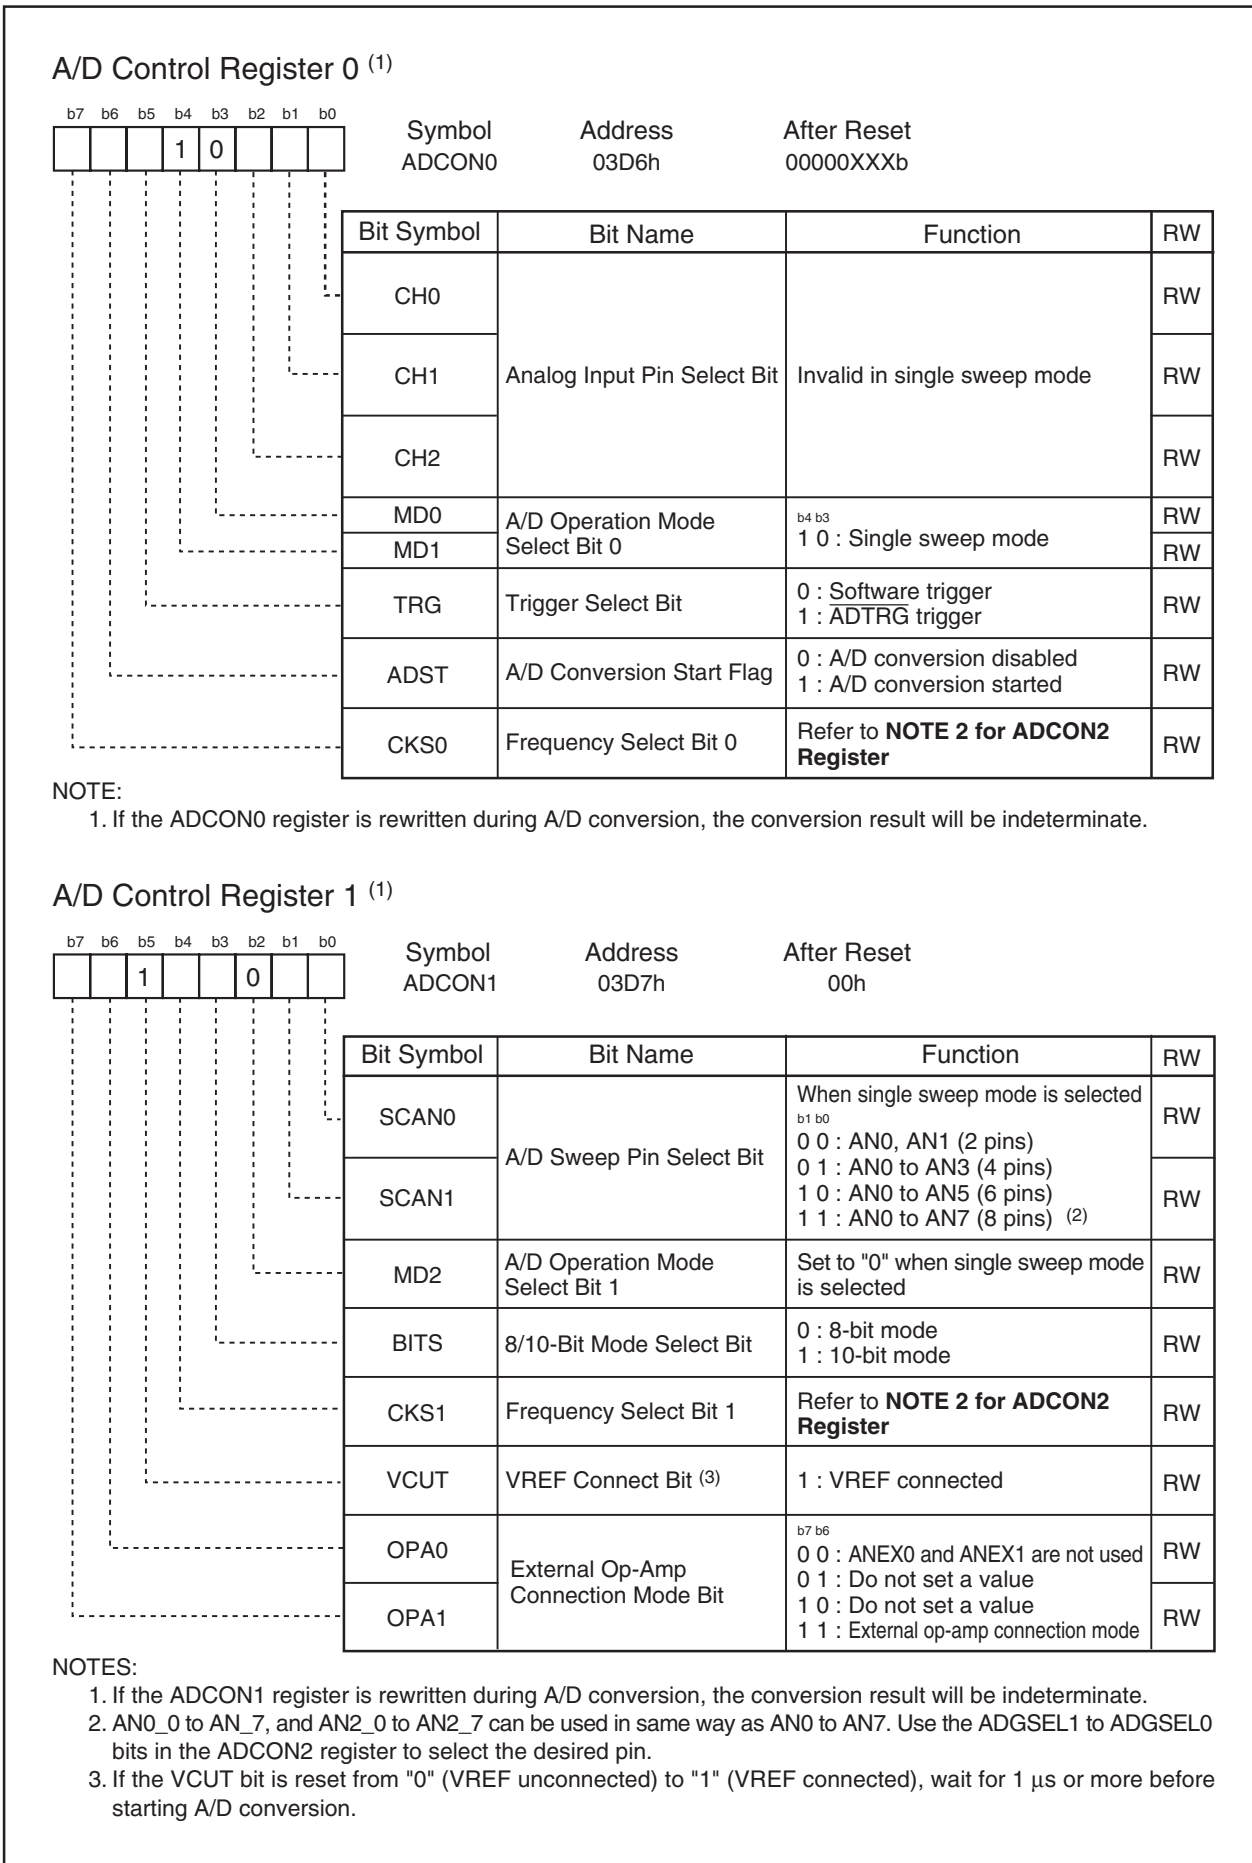 A/D Control Register 0 (1)
b7 b6 b5 b4 b3 b2 b1 b0
1 0
Symbol Address After Reset
ADCON0 03D6h 00000XXXb
Bit Symbol Bit Name Function RW
CH0 RW
CH1 Analog Input Pin Select Bit Invalid in single sweep mode RW
CH2 RW
MD0 A/D Operation Mode b4 b3 RW
MD1 Select Bit 0 1 0 : Single sweep mode RW
TRG Trigger Select Bit 0 : Software trigger RW
1 : ADTRG trigger
ADST A/D Conversion Start Flag 0 : A/D conversion disabled RW
1 : A/D conversion started
CKS0 Frequency Select Bit 0 Refer to NOTE 2 for ADCON2 RW
Register
NOTE:
1. If the ADCON0 register is rewritten during A/D conversion, the conversion result will be indeterminate.
A/D Control Register 1 (1)
b7 b6 b5 b4 b3 b2 b1 b0
1 0
Symbol Address After Reset
ADCON1 03D7h 00h
Bit Symbol Bit Name Function RW
When single sweep mode is selected
SCAN0 b1 b0 RW
0 0 : AN0, AN1 (2 pins)
A/D Sweep Pin Select Bit 0 1 : AN0 to AN3 (4 pins)
SCAN1 1 0 : AN0 to AN5 (6 pins) RW
1 1 : AN0 to AN7 (8 pins) (2)
MD2 A/D Operation Mode Set to "0" when single sweep mode RW
Select Bit 1 is selected
BITS 8/10-Bit Mode Select Bit 0 : 8-bit mode RW
1 : 10-bit mode
CKS1 Frequency Select Bit 1 Refer to NOTE 2 for ADCON2 RW
Register
VCUT VREF Connect Bit (3) 1 : VREF connected RW
b7 b6
OPA0 0 0 : ANEX0 and ANEX1 are not used RW
External Op-Amp 0 1 : Do not set a value
Connection Mode Bit 1 0 : Do not set a value
OPA1 1 1 : External op-amp connection mode RW
NOTES:
1. If the ADCON1 register is rewritten during A/D conversion, the conversion result will be indeterminate.
2. AN0_0 to AN_7, and AN2_0 to AN2_7 can be used in same way as AN0 to AN7. Use the ADGSEL1 to ADGSEL0
bits in the ADCON2 register to select the desired pin.
3. If the VCUT bit is reset from "0" (VREF unconnected) to "1" (VREF connected), wait for 1 μs or more before
starting A/D conversion.